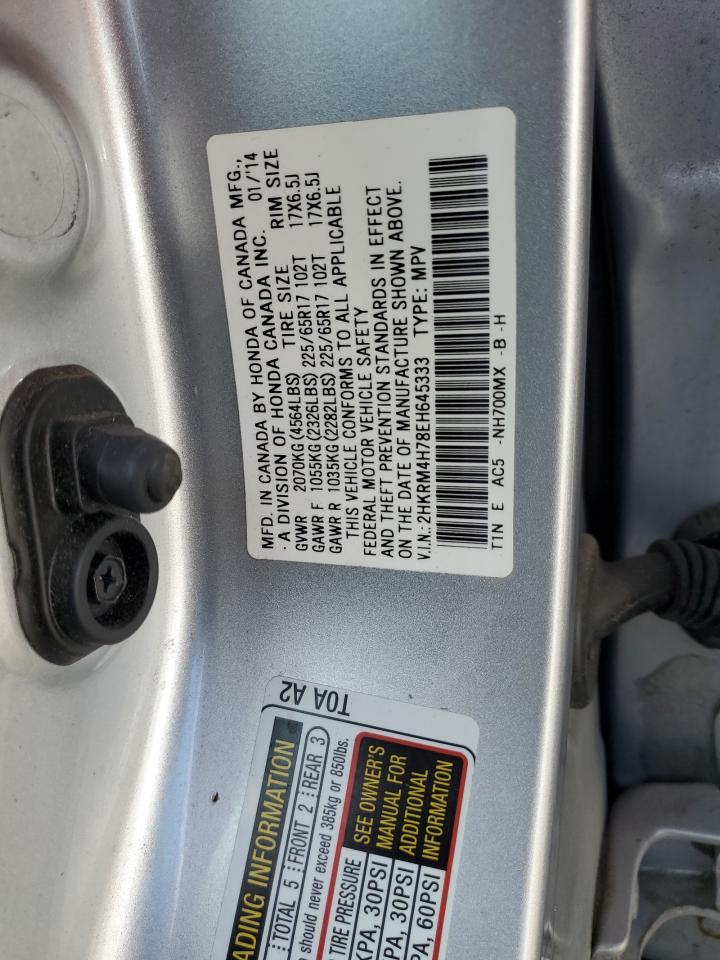 MFD. IN CANADA BY HONDA OF CANADA MFG.,
A DIVISION OF HONDA CANADA INC. 01/'14
TIRE SIZE RIM SIZE
GVWR 2070KG(4564LBS)
GAWR F 1055KG(2326LBS) 225/65R17 102T 17X6.5J
GAWR R 1035KG(2282LBS) 225/65R17 102T 17X6.5J
THIS VEHICLE CONFORMS TO ALL APPLICABLE
FEDERAL MOTOR VEHICLE SAFETY
AND THEFT PREVENTION STANDARDS IN EFFECT
ON THE DATE OF MANUFACTURE SHOWN ABOVE.
V.I.N.: 2HKRM4H78EH645333 TYPE: MPV
T1N E AC5 -NH700MX -B -H
T0A A2
INFORMATION
TOTAL 5 FRONT 2 REAR 3
should never exceed 385kg or 850lbs.
TIRE PRESSURE
SEE OWNER'S
MANUAL FOR
ADDITIONAL
INFORMATION
30PSI
30PSI
60PSI